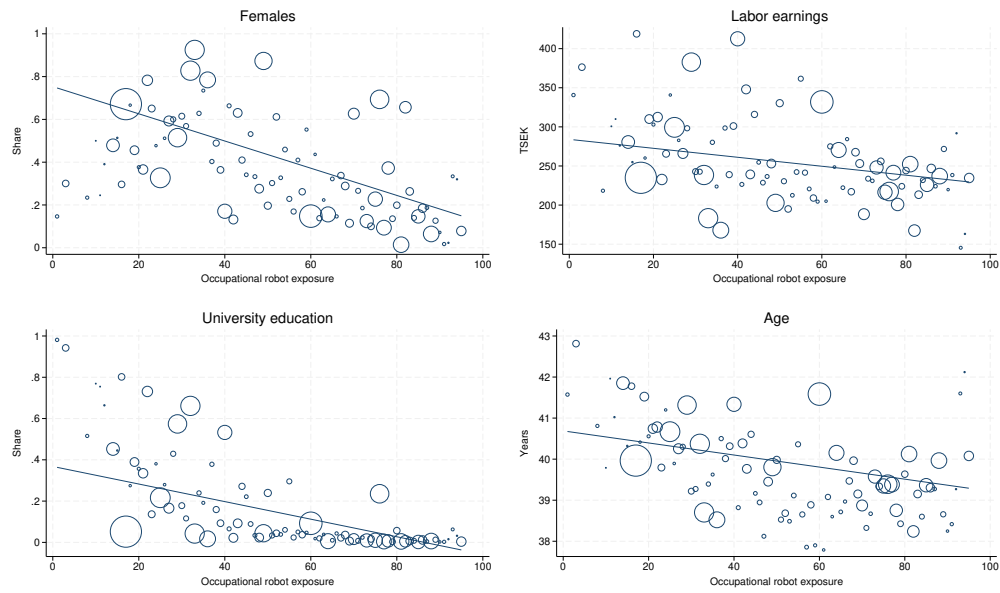 Females
Labor earnings
1
.8
.6
.4
.2
0
Share
0 20 40 60 80 100
Occupational robot exposure
400
350
300
250
200
150
TSEK
0 20 40 60 80 100
Occupational robot exposure
University education
Age
1
.8
.6
.4
.2
0
Share
0 20 40 60 80 100
Occupational robot exposure
43
42
41
40
39
38
Years
0 20 40 60 80 100
Occupational robot exposure